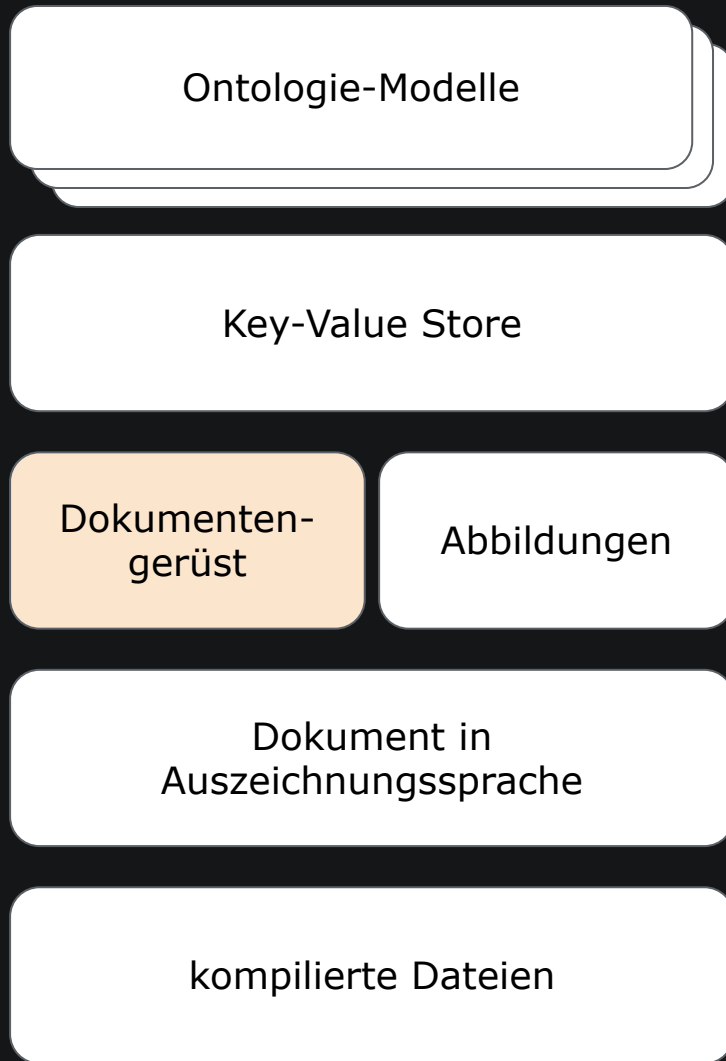 Ontologie-Modelle
Key-Value Store
Dokumenten-
gerüst
Abbildungen
Dokument in
Auszeichnungssprache
kompilierte Dateien